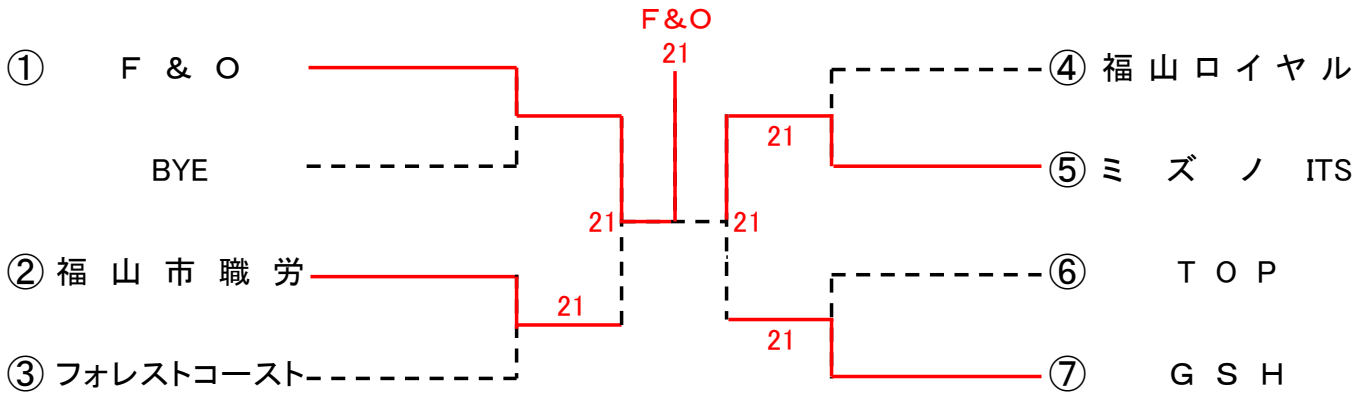 F&O
21
① F & O
④ 福山ロイヤル
21
BYE
⑤ ミズノ ITS
21
21
② 福山市職労
⑥ TOP
21
21
③ フォレストコースト
⑦ GSH